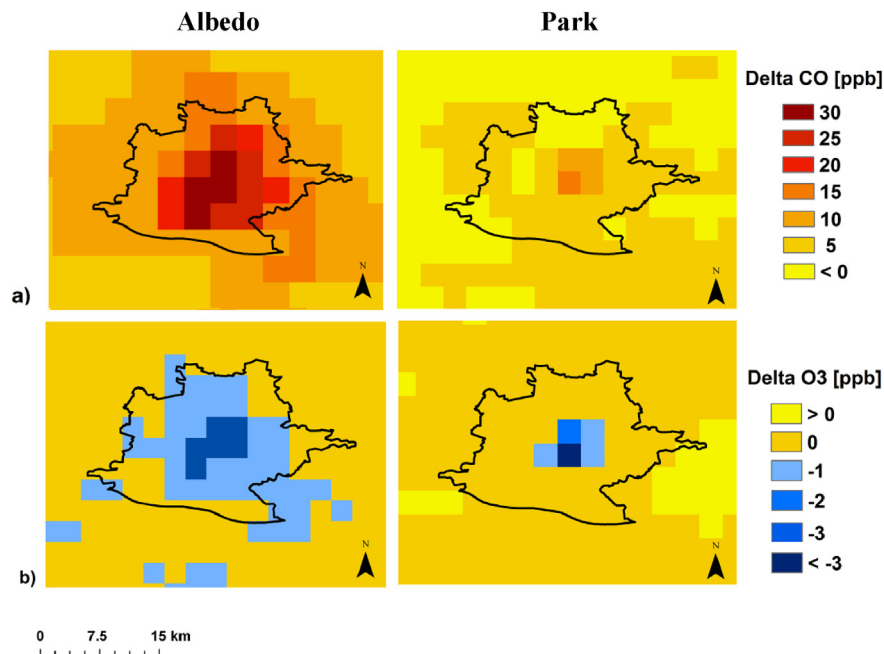 Albedo Park
Delta CO [ppb]
30
25
20
15
10
5
< 0
N N
a)
Delta O3 [ppb]
> 0
0
-1
-2
-3
< -3
N N
b)
0 7.5 15 km